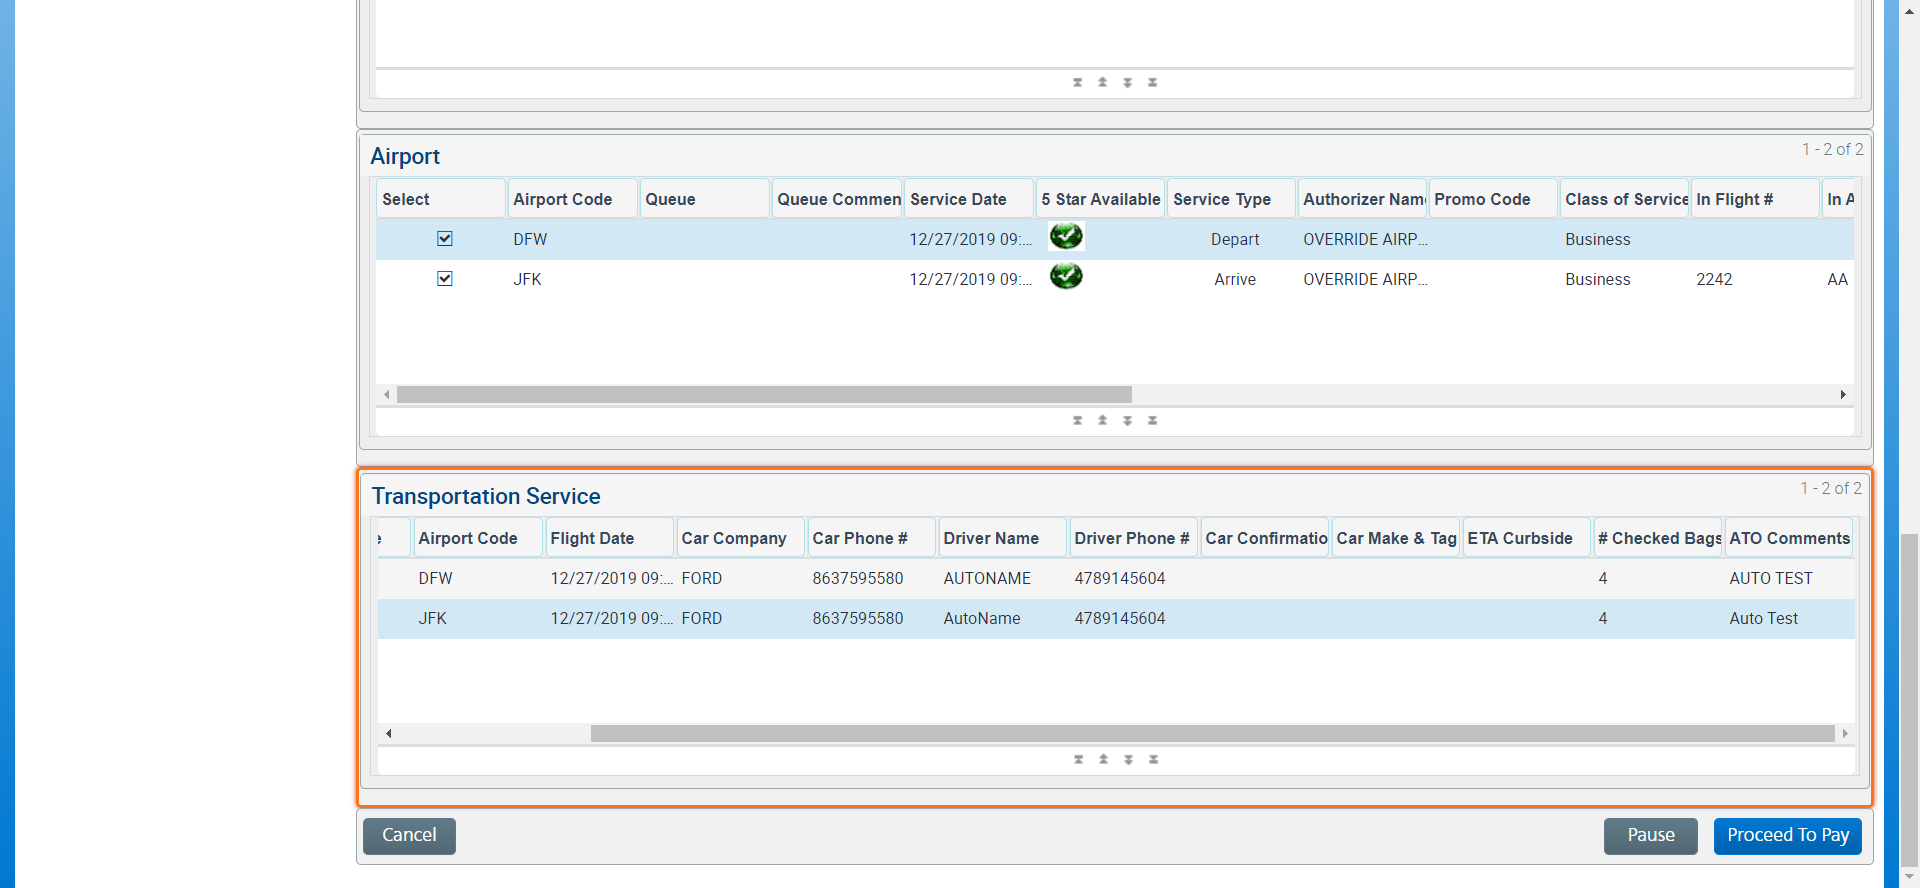 Airport
1 - 2 of 2
Select Airport Code Queue Queue Commen Service Date 5 Star Available Service Type Authorizer Nam Promo Code Class of Service In Flight # In A
DFW 12/27/2019 09:... Depart OVERRIDE AIRP... Business
JFK 12/27/2019 09:... Arrive OVERRIDE AIRP... Business 2242 AA
Transportation Service
1 - 2 of 2
e Airport Code Flight Date Car Company Car Phone # Driver Name Driver Phone # Car Confirmatio Car Make & Tag ETA Curbside # Checked Bags ATO Comments
DFW 12/27/2019 09:... FORD 8637595580 AUTONAME 4789145604 4 AUTO TEST
JFK 12/27/2019 09:... FORD 8637595580 AutoName 4789145604 4 Auto Test
Cancel Pause Proceed To Pay